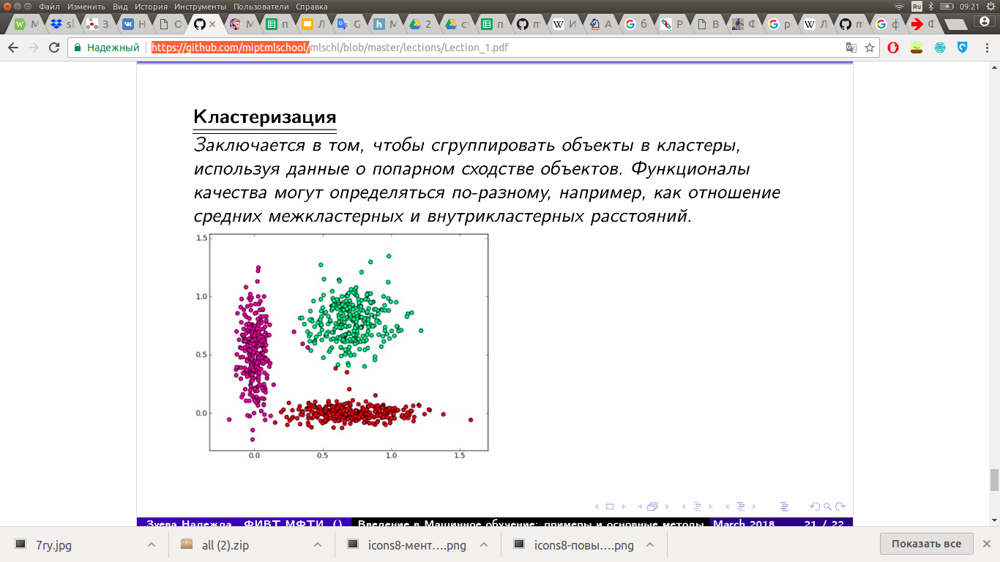 Файл Изменить Вид История Инструменты Пользователи Справка
Ru
09:21
Надежный
https://github.com/miptmlschool/mlschl/blob/master/lections/Lection_1.pdf
Кластеризация
Заключается в том, чтобы сгруппировать объекты в кластеры,
используя данные о попарном сходстве объектов. Функционалы
качества могут определяться по-разному, например, как отношение
средних межкластерных и внутрикластерных расстояний.
1.5
1.0
0.5
0.0
0.0 0.5 1.0 1.5
Зуева Надежда ФИВТ МФТИ () Введение в Машинное обучение: примеры и основные методы March 2018 21 / 22
7ry.jpg
all (2).zip
icons8-мент....png
icons8-повы....png
Показать все